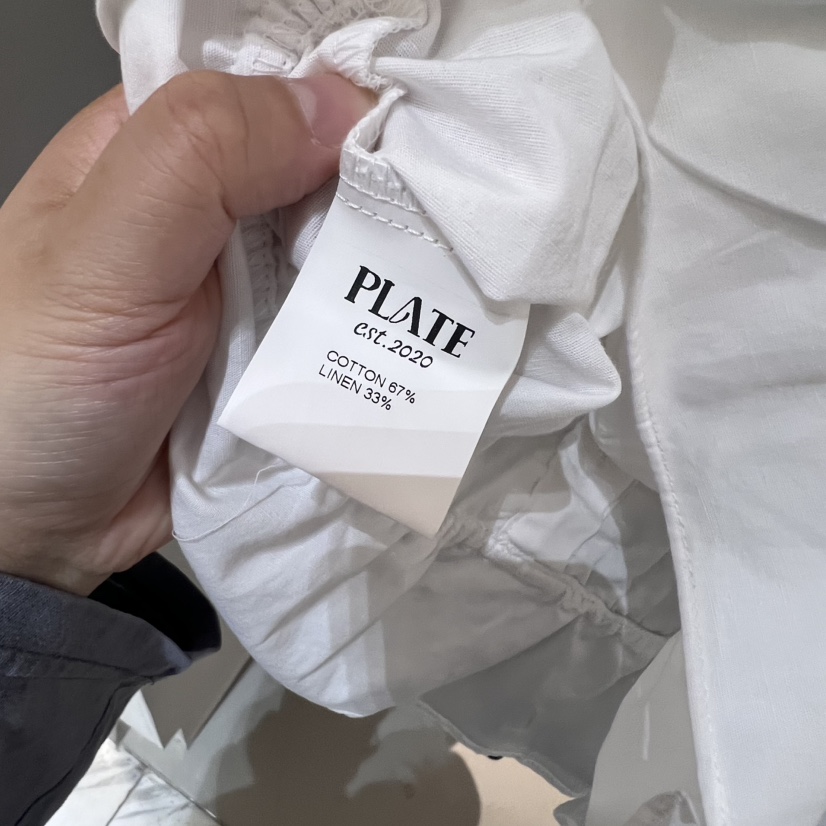 PLATE
est. 2020
COTTON 67%
LINEN 33%